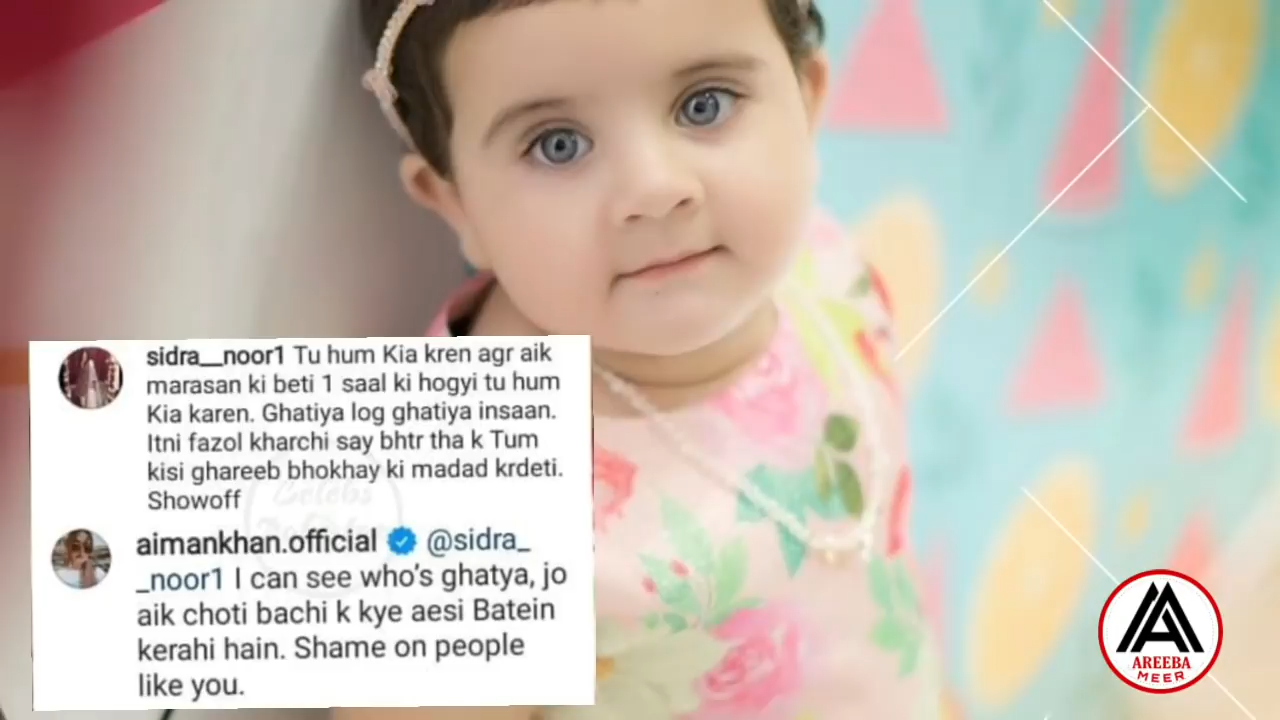 sidra__noor1 Tu hum Kia kren agr aik
marasan ki beti 1 saal ki hogyi tu hum
Kia karen. Ghatiya log ghatiya insaan.
Itni fazol kharchi say bhtr tha k Tum
kisi ghareeb bhokhay ki madad krdeti.
Showoff
aimankhan.official @sidra_
_noor1 I can see who's ghatya, jo
aik choti bachi k kye aesi Batein
kerahi hain. Shame on people
like you.
Celebs
AREEBA
MEER